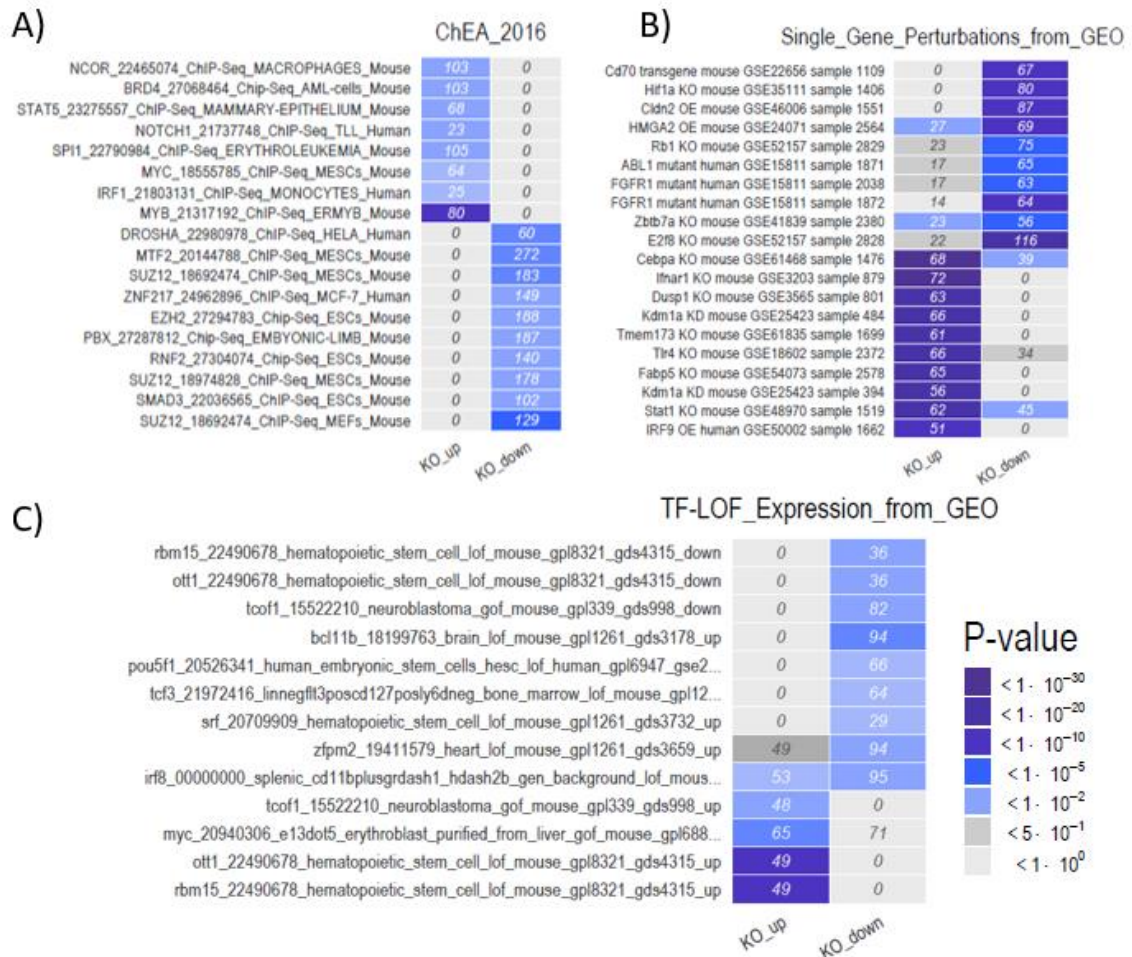 A)
ChEA_2016
NCOR_22465074_ChIP-Seq_MACROPHAGES_Mouse 103 0
BRD4_27068464_Chip-Seq_AML-cells_Mouse 103 0
STAT5_23275557_ChIP-Seq_MAMMARY-EPITHELIUM_Mouse 68 0
NOTCH1_21737748_ChIP-Seq_TLL_Human 23 0
SPI1_22790984_ChIP-Seq_ERYTHROLEUKEMIA_Mouse 105 0
MYC_18555785_ChIP-Seq_MESCs_Mouse 64 0
IRF1_21803131_ChIP-Seq_MONOCYTES_Human 25 0
MYB_21317192_ChIP-Seq_ERMYB_Mouse 80 0
DROSHA_22980978_ChIP-Seq_HELA_Human 0 60
MTF2_20144788_ChIP-Seq_MESCs_Mouse 0 272
SUZ12_18692474_ChIP-Seq_MESCs_Mouse 0 183
ZNF217_24962896_ChIP-Seq_MCF-7_Human 0 149
EZH2_27294783_Chip-Seq_ESCs_Mouse 0 188
PBX_27287812_Chip-Seq_EMBYONIC-LIMB_Mouse 0 187
RNF2_27304074_Chip-Seq_ESCs_Mouse 0 140
SUZ12_18974828_ChIP-Seq_MESCs_Mouse 0 178
SMAD3_22036565_ChIP-Seq_ESCs_Mouse 0 102
SUZ12_18692474_ChIP-Seq_MEFs_Mouse 0 129
KO_up KO_down
B)
Single_Gene_Perturbations_from_GEO
Cd70 transgene mouse GSE22656 sample 1109 0 67
Hif1a KO mouse GSE35111 sample 1406 0 80
Cldn2 OE mouse GSE46006 sample 1551 0 87
HMGA2 OE mouse GSE24071 sample 2564 27 69
Rb1 KO mouse GSE52157 sample 2829 23 75
ABL1 mutant human GSE15811 sample 1871 17 65
FGFR1 mutant human GSE15811 sample 2038 17 63
FGFR1 mutant human GSE15811 sample 1872 14 64
Zbtb7a KO mouse GSE41839 sample 2380 23 56
E2f8 KO mouse GSE52157 sample 2828 22 116
Cebpa KO mouse GSE61468 sample 1476 68 39
Ifnar1 KO mouse GSE3203 sample 879 72 0
Dusp1 KO mouse GSE3565 sample 801 63 0
Kdm1a KD mouse GSE25423 sample 484 66 0
Tmem173 KO mouse GSE61835 sample 1699 61 0
Tlr4 KO mouse GSE18602 sample 2372 66 34
Fabp5 KO mouse GSE54073 sample 2578 65 0
Kdm1a KD mouse GSE25423 sample 394 56 0
Stat1 KO mouse GSE48970 sample 1519 62 45
IRF9 OE human GSE50002 sample 1662 51 0
KO_up KO_down
C)
TF-LOF_Expression_from_GEO
rbm15_22490678_hematopoietic_stem_cell_lof_mouse_gpl8321_gds4315_down 0 36
ott1_22490678_hematopoietic_stem_cell_lof_mouse_gpl8321_gds4315_down 0 36
tcof1_15522210_neuroblastoma_gof_mouse_gpl339_gds998_down 0 82
bcl11b_18199763_brain_lof_mouse_gpl1261_gds3178_up 0 94
pou5f1_20526341_human_embryonic_stem_cells_hesc_lof_human_gpl6947_gse2... 0 66
tcf3_21972416_linnegflt3poscd127posly6dneg_bone_marrow_lof_mouse_gpl12... 0 64
srf_20709909_hematopoietic_stem_cell_lof_mouse_gpl1261_gds3732_up 0 29
zfpm2_19411579_heart_lof_mouse_gpl1261_gds3659_up 49 94
irf8_00000000_splenic_cd11bplusgrdash1_hdash2b_gen_background_lof_mous... 53 95
tcof1_15522210_neuroblastoma_gof_mouse_gpl339_gds998_up 48 0
myc_20940306_e13dot5_erythroblast_purified_from_liver_gof_mouse_gpl688... 65 71
ott1_22490678_hematopoietic_stem_cell_lof_mouse_gpl8321_gds4315_up 49 0
rbm15_22490678_hematopoietic_stem_cell_lof_mouse_gpl8321_gds4315_up 49 0
KO_up KO_down
P-value
< 1 · 10⁻³⁰
< 1 · 10⁻²⁰
< 1 · 10⁻¹⁰
< 1 · 10⁻⁵
< 1 · 10⁻²
< 5 · 10⁻¹
< 1 · 10⁰